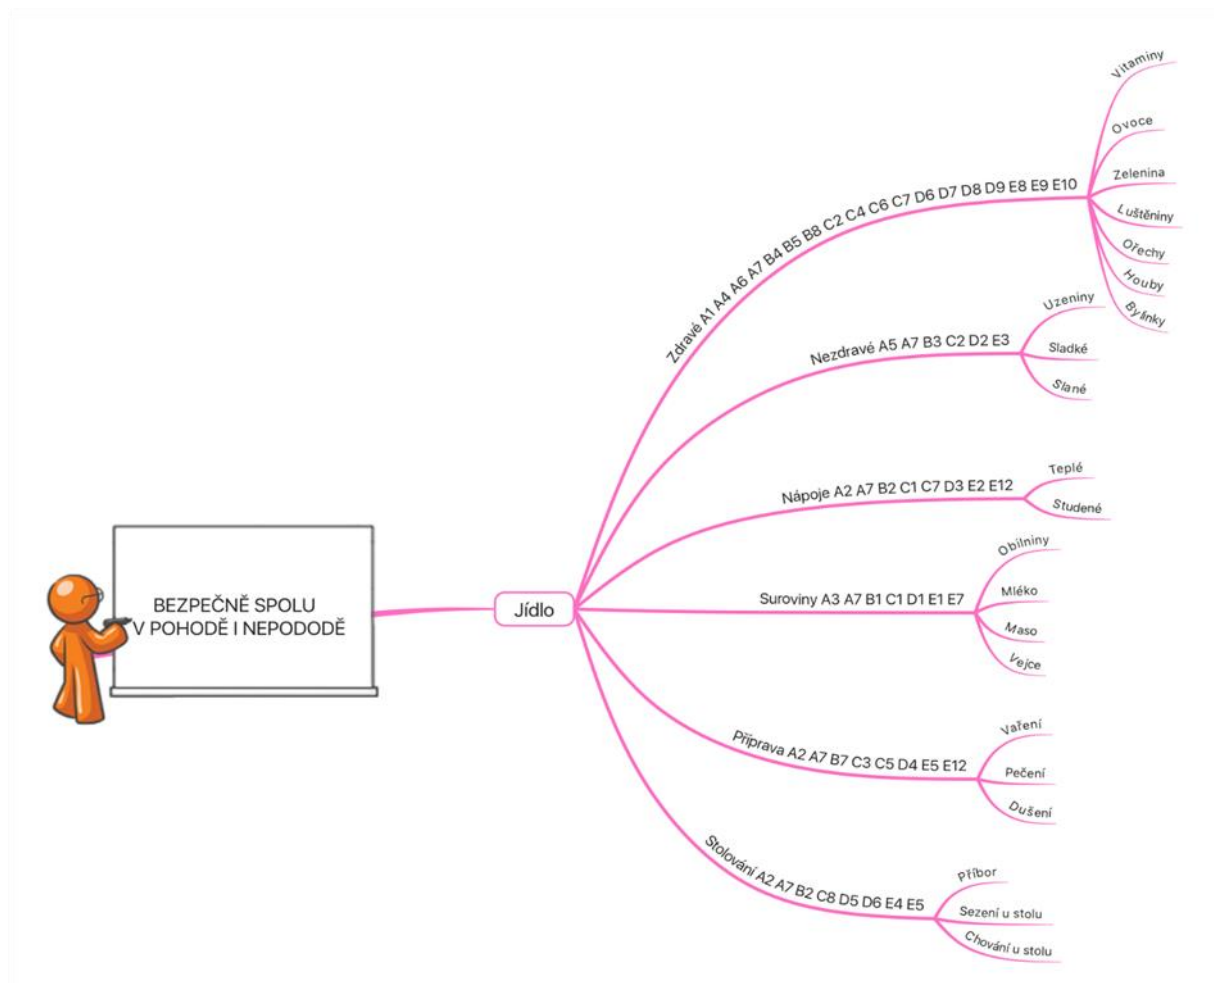 BEZPEČNĚ SPOLU
V POHODĚ I NEPODODĚ
Jídlo
Zdravé A1 A4 A6 A7 B4 B5 B8 C2 C4 C6 C7 D6 D7 D8 D9 E8 E9 E10
Vitaminy
Ovoce
Zelenina
Luštěniny
Ořechy
Houby
Bylinky
Nezdravé A5 A7 B3 C2 D2 E3
Uzeniny
Sladké
Slané
Nápoje A2 A7 B2 C1 C7 D3 E2 E12
Teplé
Studené
Suroviny A3 A7 B1 C1 D1 E1 E7
Obilniny
Mléko
Maso
Vejce
Příprava A2 A7 B7 C3 C5 D4 E5 E12
Vaření
Pečení
Dušení
Stolování A2 A7 B2 C8 D5 D6 E4 E5
Příbor
Sezení u stolu
Chování u stolu